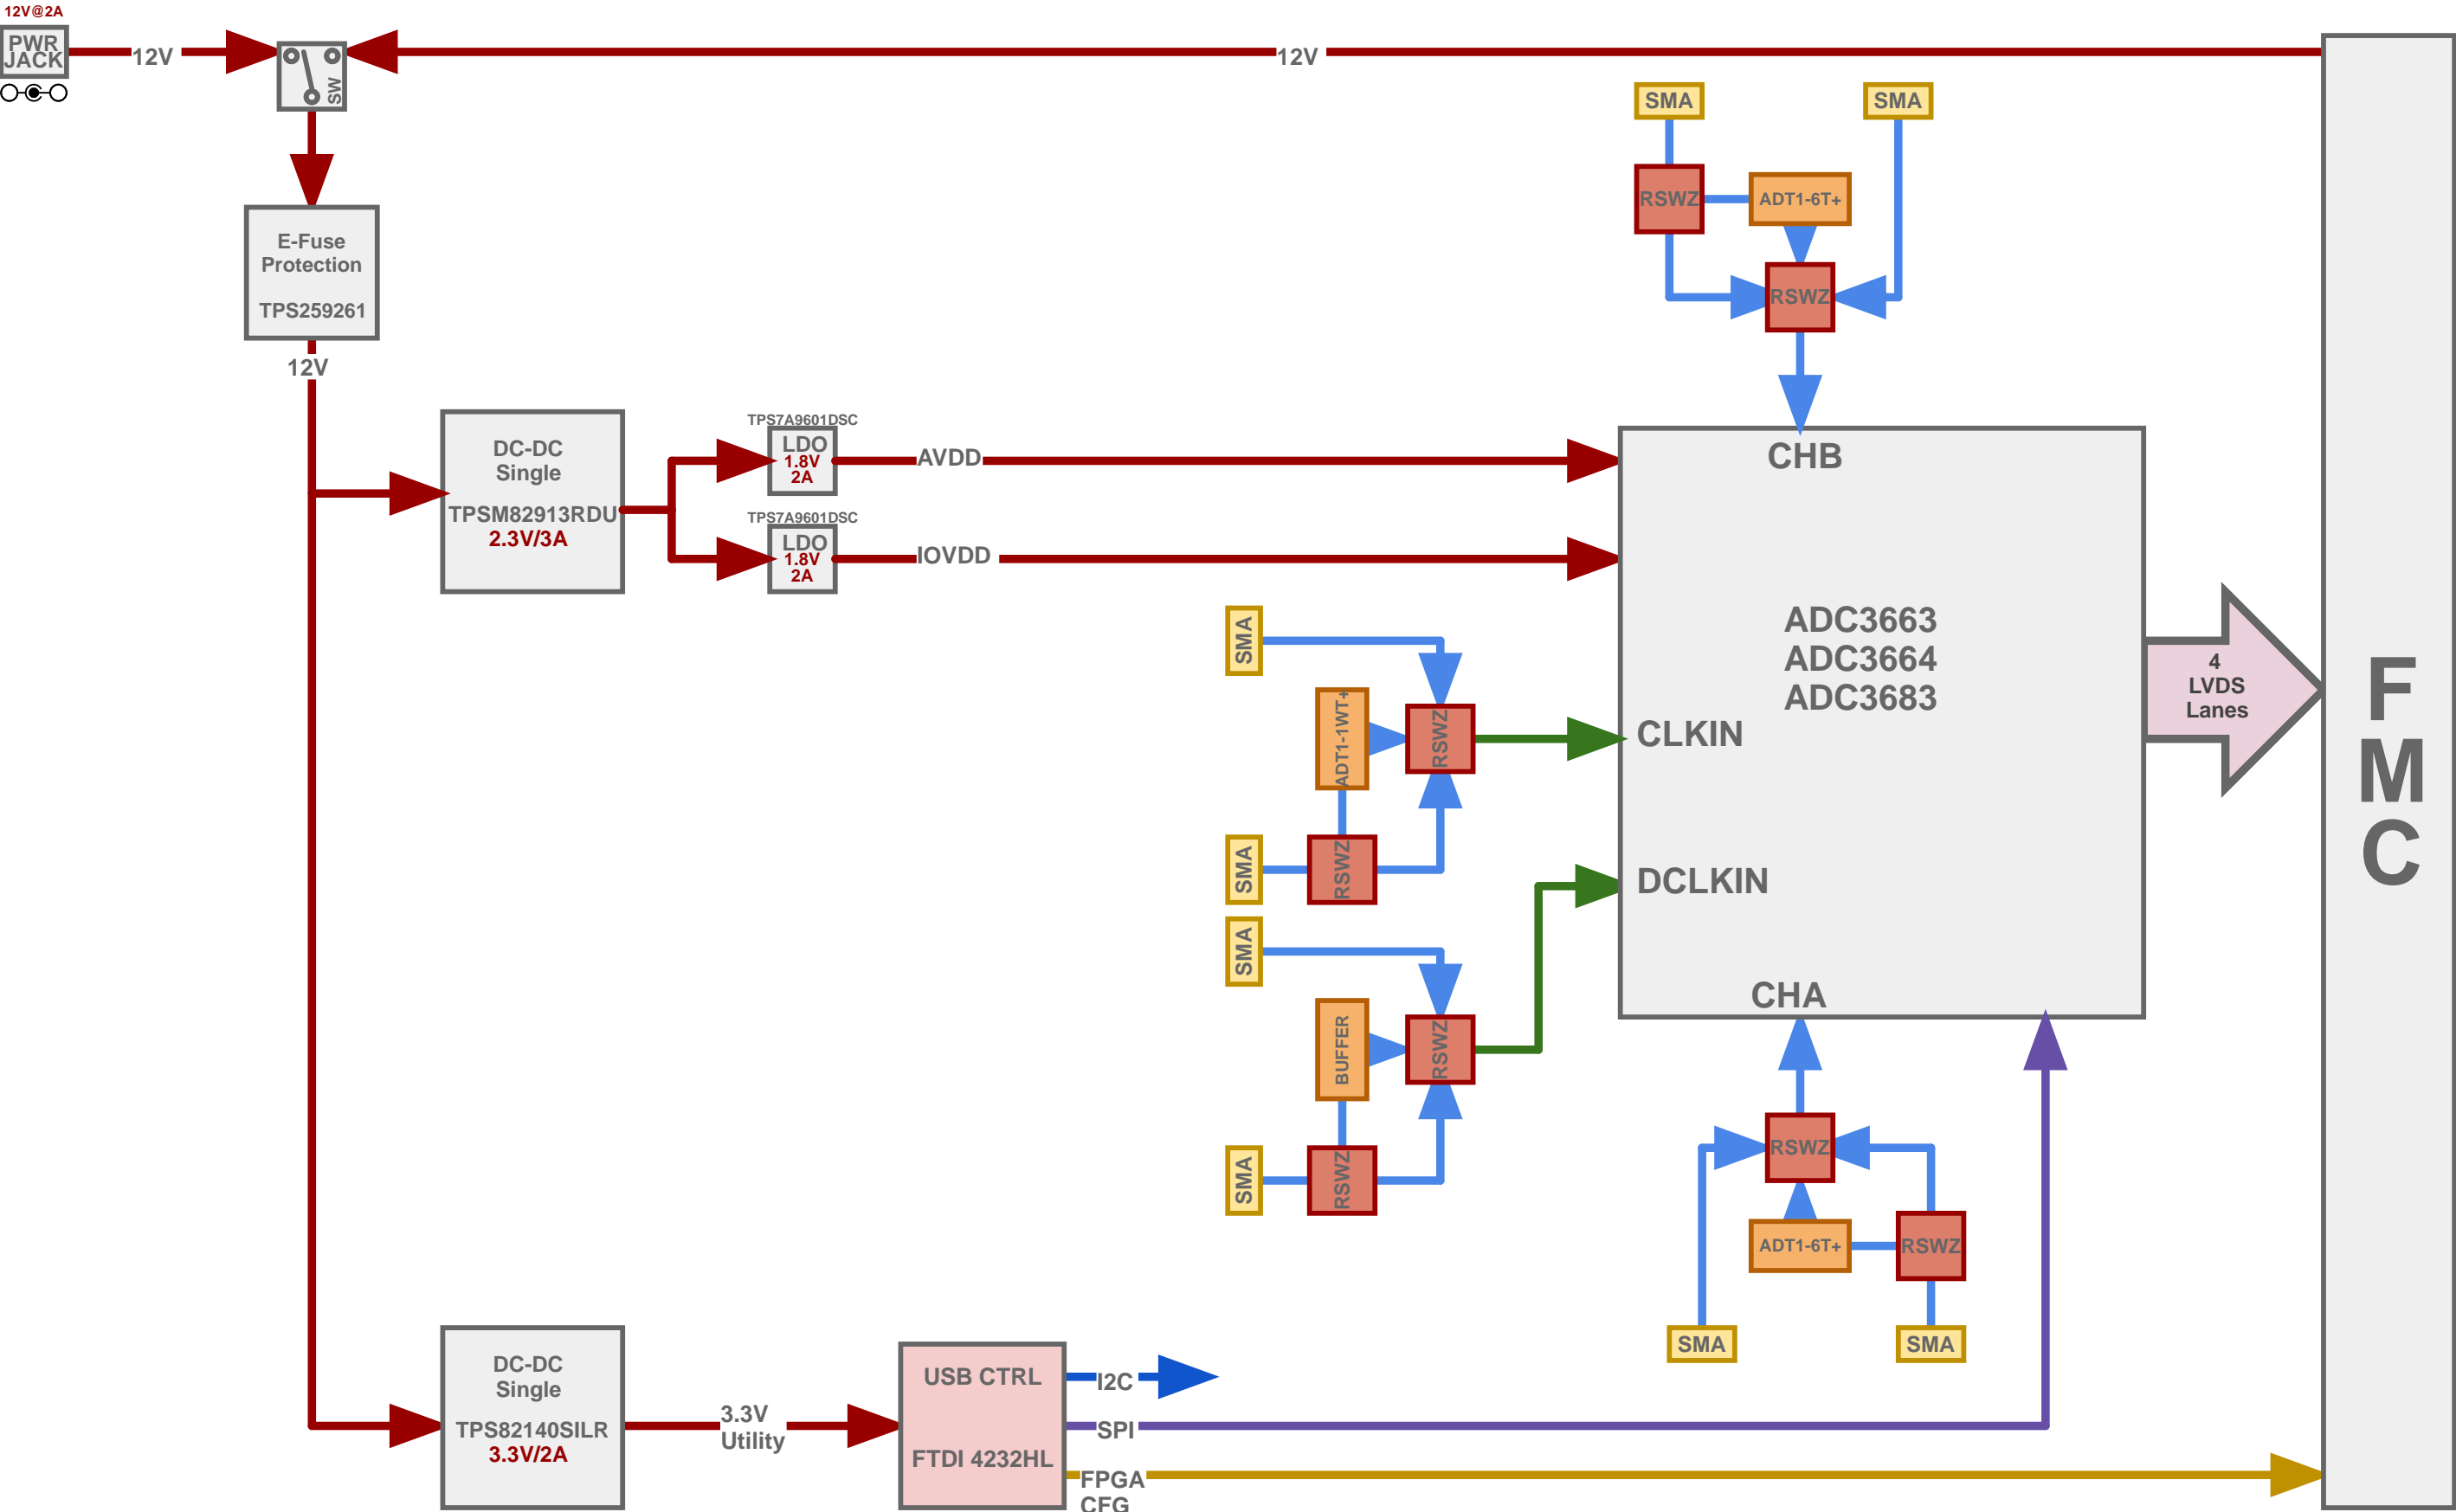 12V@2A
PWR
JACK
12V
SW
12V
SMA
SMA
RSWZ
ADT1-6T+
RSWZ
E-Fuse
Protection
TPS259261
12V
DC-DC
Single
TPSM82913RDU
2.3V/3A
TPS7A9601DSC
LDO
1.8V
2A
AVDD
TPS7A9601DSC
LDO
1.8V
2A
IOVDD
CHB
ADC3663
ADC3664
ADC3683
CLKIN
DCLKIN
CHA
4
LVDS
Lanes
F
M
C
SMA
ADT1-1WT+
RSWZ
SMA
RSWZ
SMA
BUFFER
RSWZ
SMA
RSWZ
RSWZ
ADT1-6T+
RSWZ
SMA
SMA
DC-DC
Single
TPS82140SILR
3.3V/2A
3.3V
Utility
USB CTRL
FTDI 4232HL
I2C
SPI
FPGA
CFG